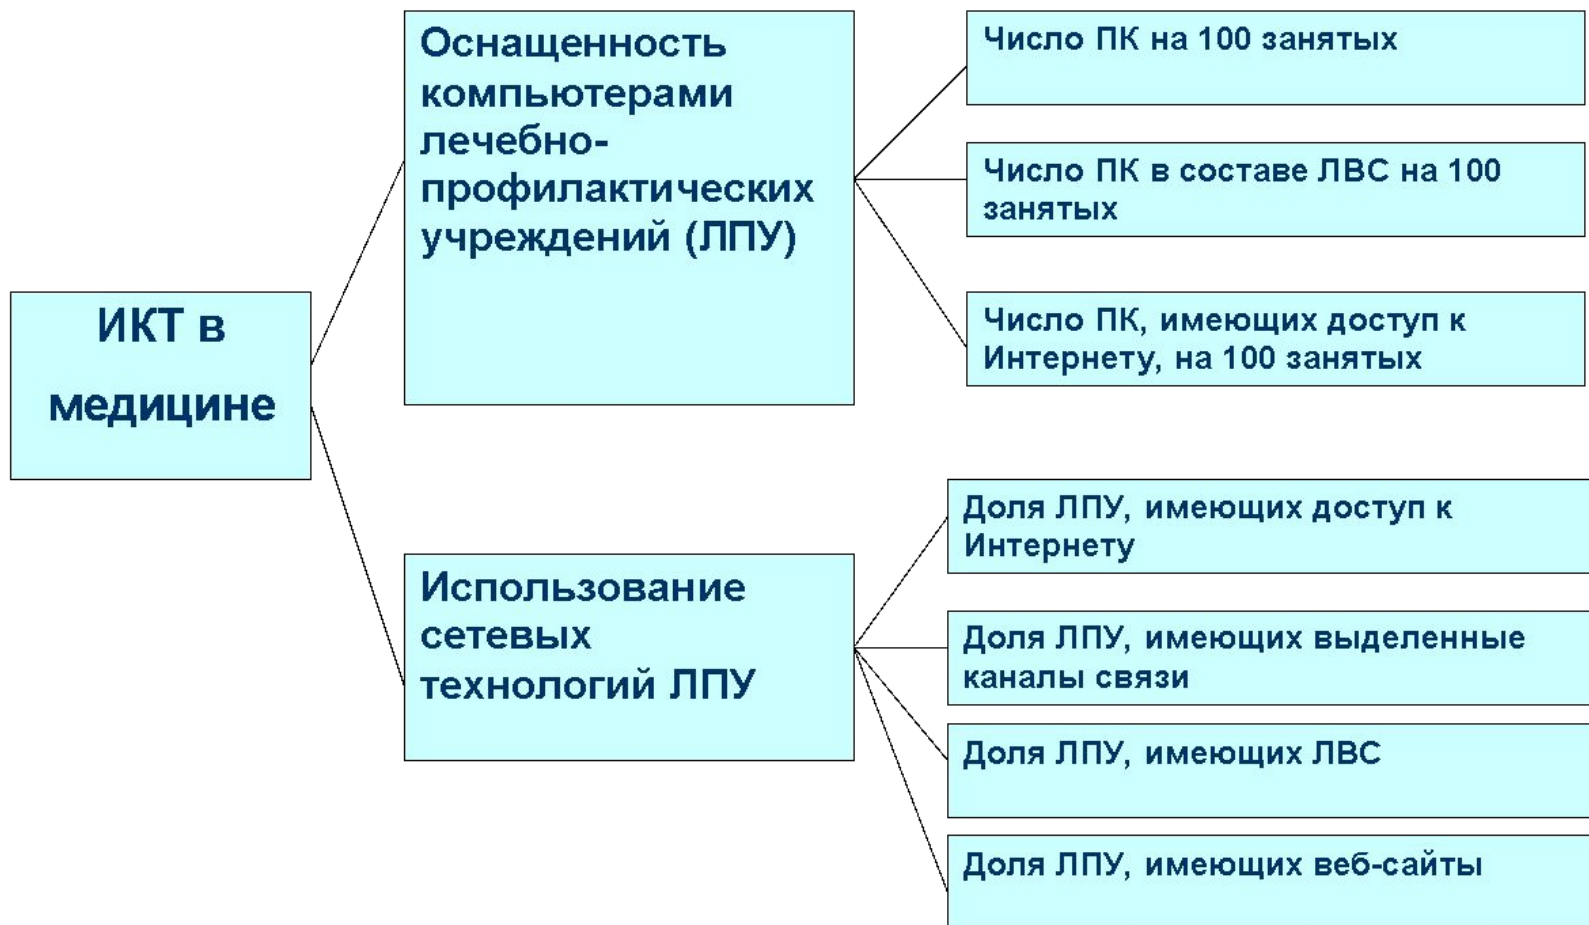 ИКТ в
медицине
Оснащенность
компьютерами
лечебно-
профилактических
учреждений (ЛПУ)
Число ПК на 100 занятых
Число ПК в составе ЛВС на 100
занятых
Число ПК, имеющих доступ к
Интернету, на 100 занятых
Использование
сетевых
технологий ЛПУ
Доля ЛПУ, имеющих доступ к
Интернету
Доля ЛПУ, имеющих выделенные
каналы связи
Доля ЛПУ, имеющих ЛВС
Доля ЛПУ, имеющих веб-сайты